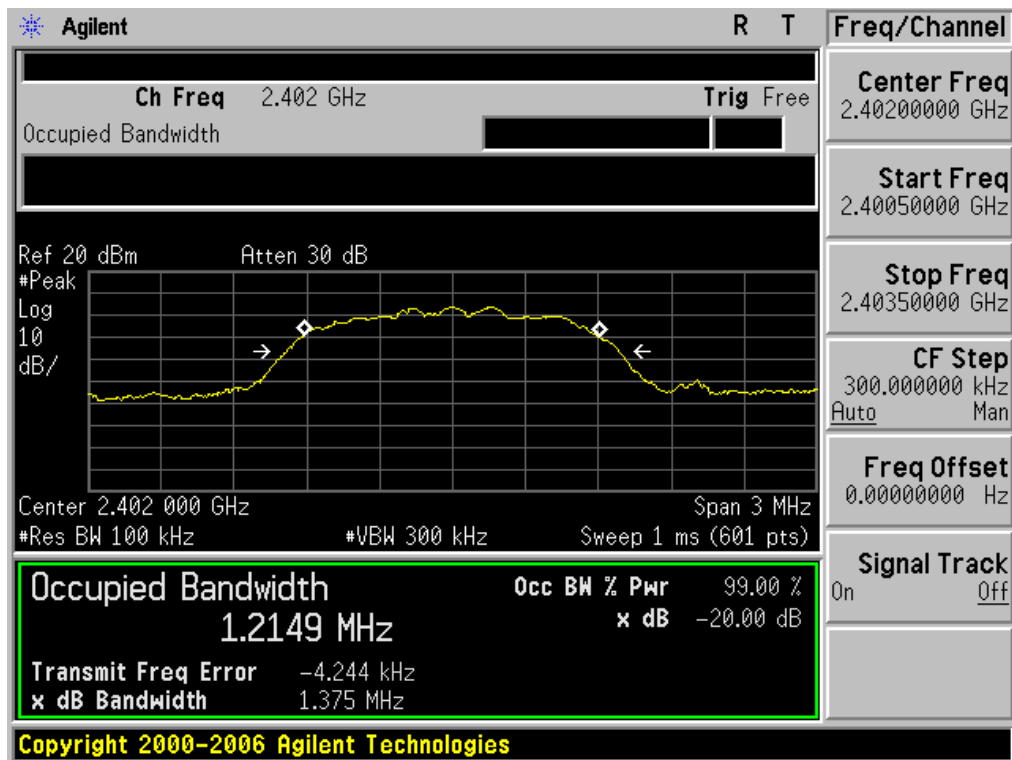 Agilent R T
Ch Freq 2.402 GHz Trig Free
Occupied Bandwidth
Ref 20 dBm Atten 30 dB
#Peak
Log
10
dB/
Center 2.402 000 GHz Span 3 MHz
#Res BW 100 kHz #VBW 300 kHz Sweep 1 ms (601 pts)
Occupied Bandwidth Occ BW % Pwr 99.00 %
1.2149 MHz x dB -20.00 dB
Transmit Freq Error -4.244 kHz
x dB Bandwidth 1.375 MHz
Copyright 2000-2006 Agilent Technologies
Freq/Channel
Center Freq
2.40200000 GHz
Start Freq
2.40050000 GHz
Stop Freq
2.40350000 GHz
CF Step
300.000000 kHz
Auto Man
Freq Offset
0.00000000 Hz
Signal Track
On Off